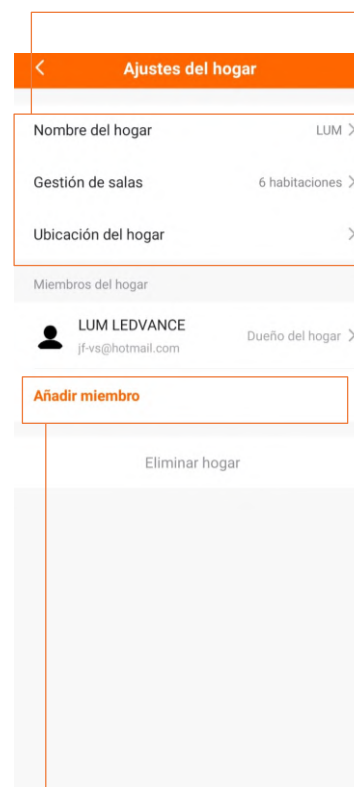 Ajustes del hogar
Nombre del hogar LUM
Gestión de salas 6 habitaciones
Ubicación del hogar
Miembros del hogar
LUM LEDVANCE
jf-vs@hotmail.com Dueño del hogar
Añadir miembro
Eliminar hogar